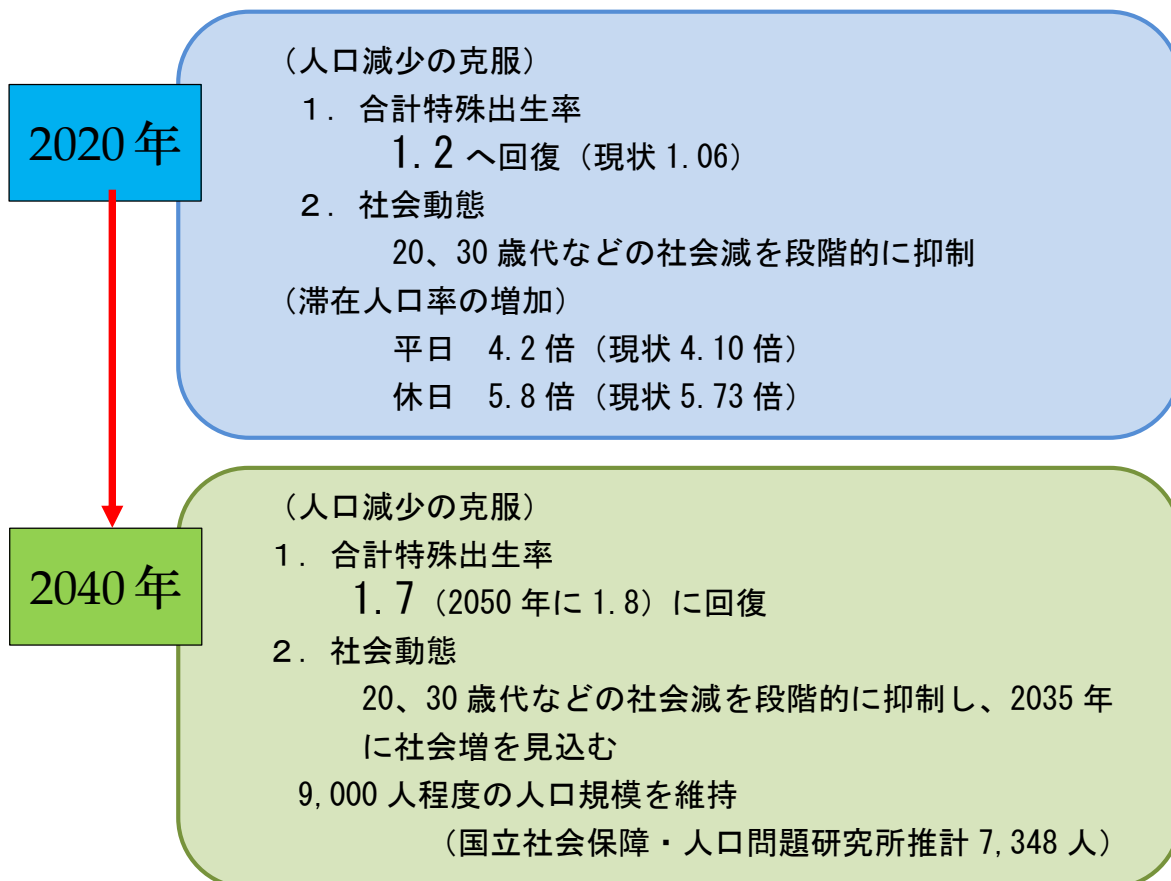 2020年
（人口減少の克服）
１．合計特殊出生率
1.2へ回復（現状1.06）
２．社会動態
20、30歳代などの社会減を段階的に抑制
（滞在人口率の増加）
平日　4.2倍（現状4.10倍）
休日　5.8倍（現状5.73倍）
2040年
（人口減少の克服）
１．合計特殊出生率
1.7（2050年に1.8）に回復
２．社会動態
20、30歳代などの社会減を段階的に抑制し、2035年
に社会増を見込む
9,000人程度の人口規模を維持
（国立社会保障・人口問題研究所推計7,348人）